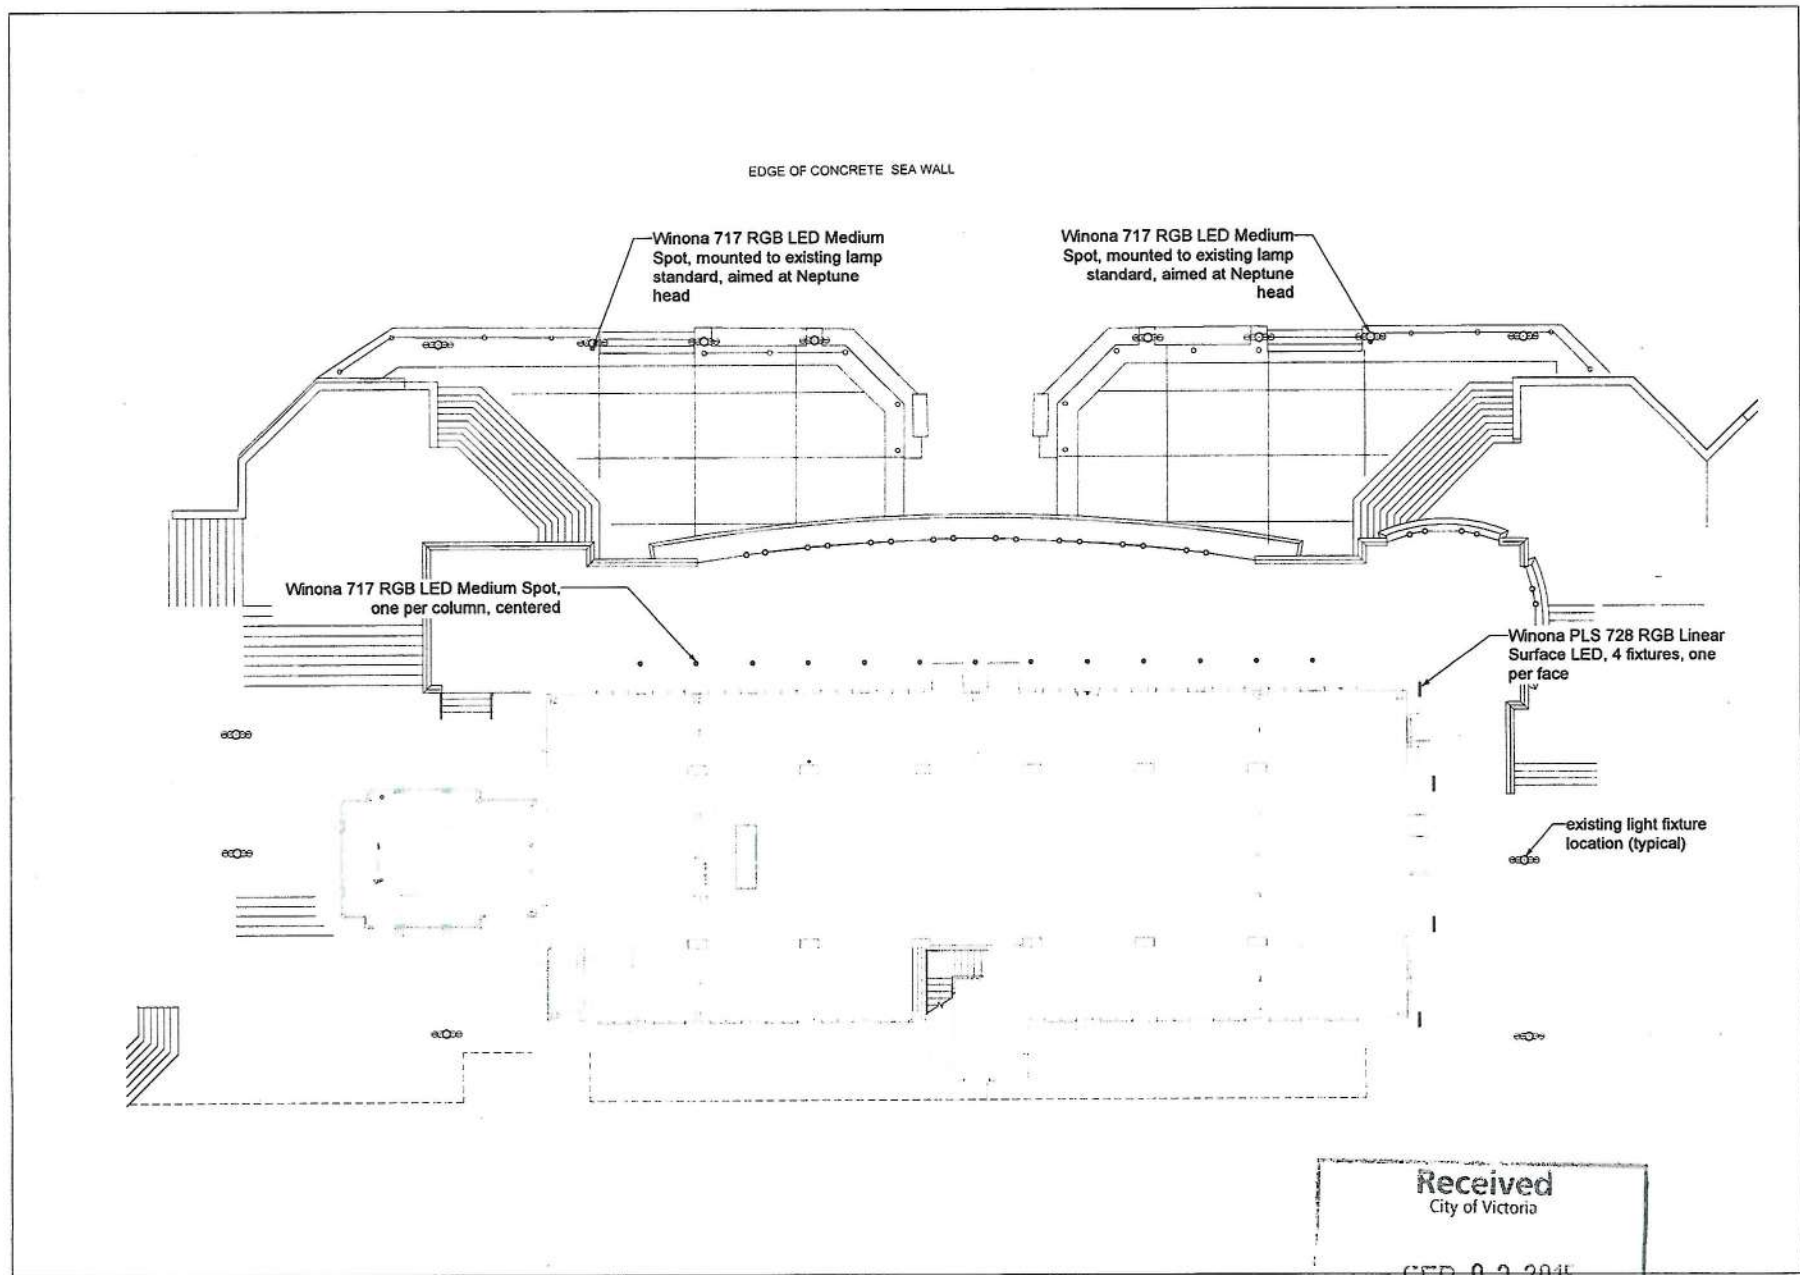 EDGE OF CONCRETE SEA WALL
Winona 717 RGB LED Medium
Spot, mounted to existing lamp
standard, aimed at Neptune
head
Winona 717 RGB LED Medium
Spot, mounted to existing lamp
standard, aimed at Neptune
head
Winona 717 RGB LED Medium Spot,
one per column, centered
Winona PLS 728 RGB Linear
Surface LED, 4 fixtures, one
per face
existing light fixture
location (typical)
Received
City of Victoria